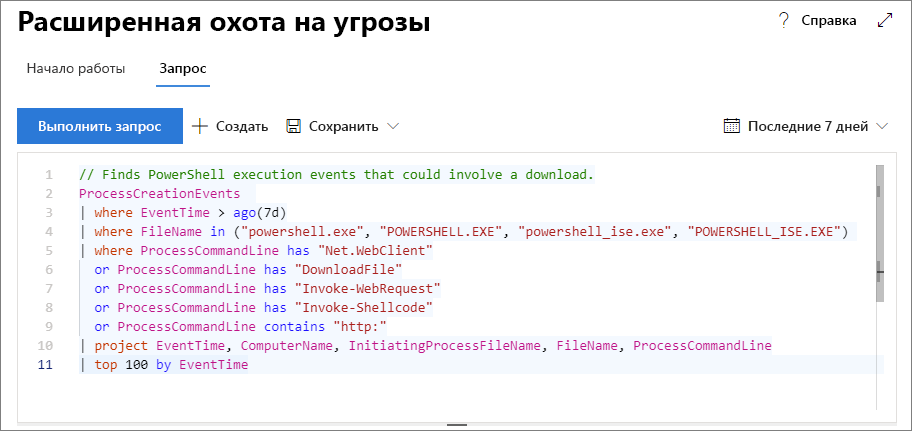 Расширенная охота на угрозы
? Справка
Начало работы Запрос
Выполнить запрос + Создать Сохранить Последние 7 дней
1 // Finds PowerShell execution events that could involve a download.
2 ProcessCreationEvents
3 | where EventTime > ago(7d)
4 | where FileName in ("powershell.exe", "POWERSHELL.EXE", "powershell_ise.exe", "POWERSHELL_ISE.EXE")
5 | where ProcessCommandLine has "Net.WebClient"
6 or ProcessCommandLine has "DownloadFile"
7 or ProcessCommandLine has "Invoke-WebRequest"
8 or ProcessCommandLine has "Invoke-Shellcode"
9 or ProcessCommandLine contains "http:"
10 | project EventTime, ComputerName, InitiatingProcessFileName, FileName, ProcessCommandLine
11 | top 100 by EventTime